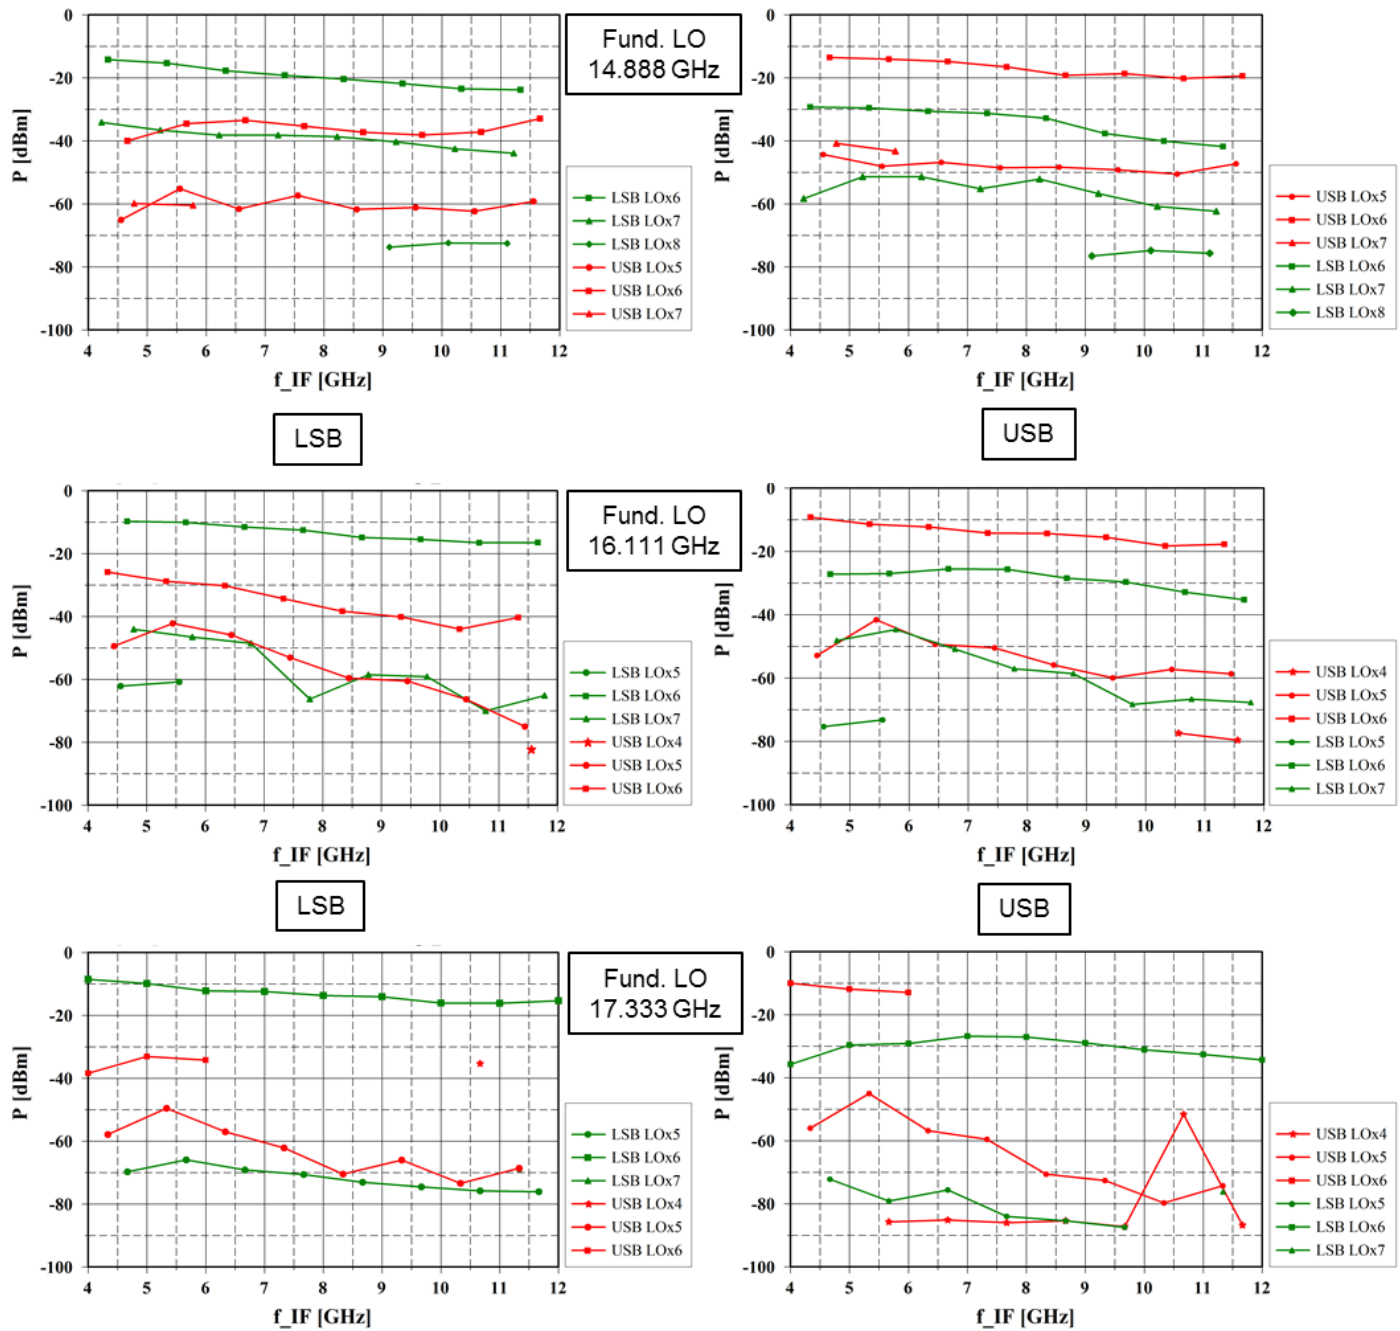 Fund. LO
14.888 GHz
0
-20
-40
-60
-80
-100
P [dBm]
4 5 6 7 8 9 10 11 12
f_IF [GHz]
LSB LOx6
LSB LOx7
LSB LOx8
USB LOx5
USB LOx6
USB LOx7
0
-20
-40
-60
-80
-100
P [dBm]
4 5 6 7 8 9 10 11 12
f_IF [GHz]
USB LOx5
USB LOx6
USB LOx7
LSB LOx6
LSB LOx7
LSB LOx8
LSB
USB
Fund. LO
16.111 GHz
0
-20
-40
-60
-80
-100
P [dBm]
4 5 6 7 8 9 10 11 12
f_IF [GHz]
LSB LOx5
LSB LOx6
LSB LOx7
USB LOx4
USB LOx5
USB LOx6
0
-20
-40
-60
-80
-100
P [dBm]
4 5 6 7 8 9 10 11 12
f_IF [GHz]
USB LOx4
USB LOx5
USB LOx6
LSB LOx5
LSB LOx6
LSB LOx7
LSB
USB
Fund. LO
17.333 GHz
0
-20
-40
-60
-80
-100
P [dBm]
4 5 6 7 8 9 10 11 12
f_IF [GHz]
LSB LOx5
LSB LOx6
LSB LOx7
USB LOx4
USB LOx5
USB LOx6
0
-20
-40
-60
-80
-100
P [dBm]
4 5 6 7 8 9 10 11 12
f_IF [GHz]
USB LOx4
USB LOx5
USB LOx6
LSB LOx5
LSB LOx6
LSB LOx7